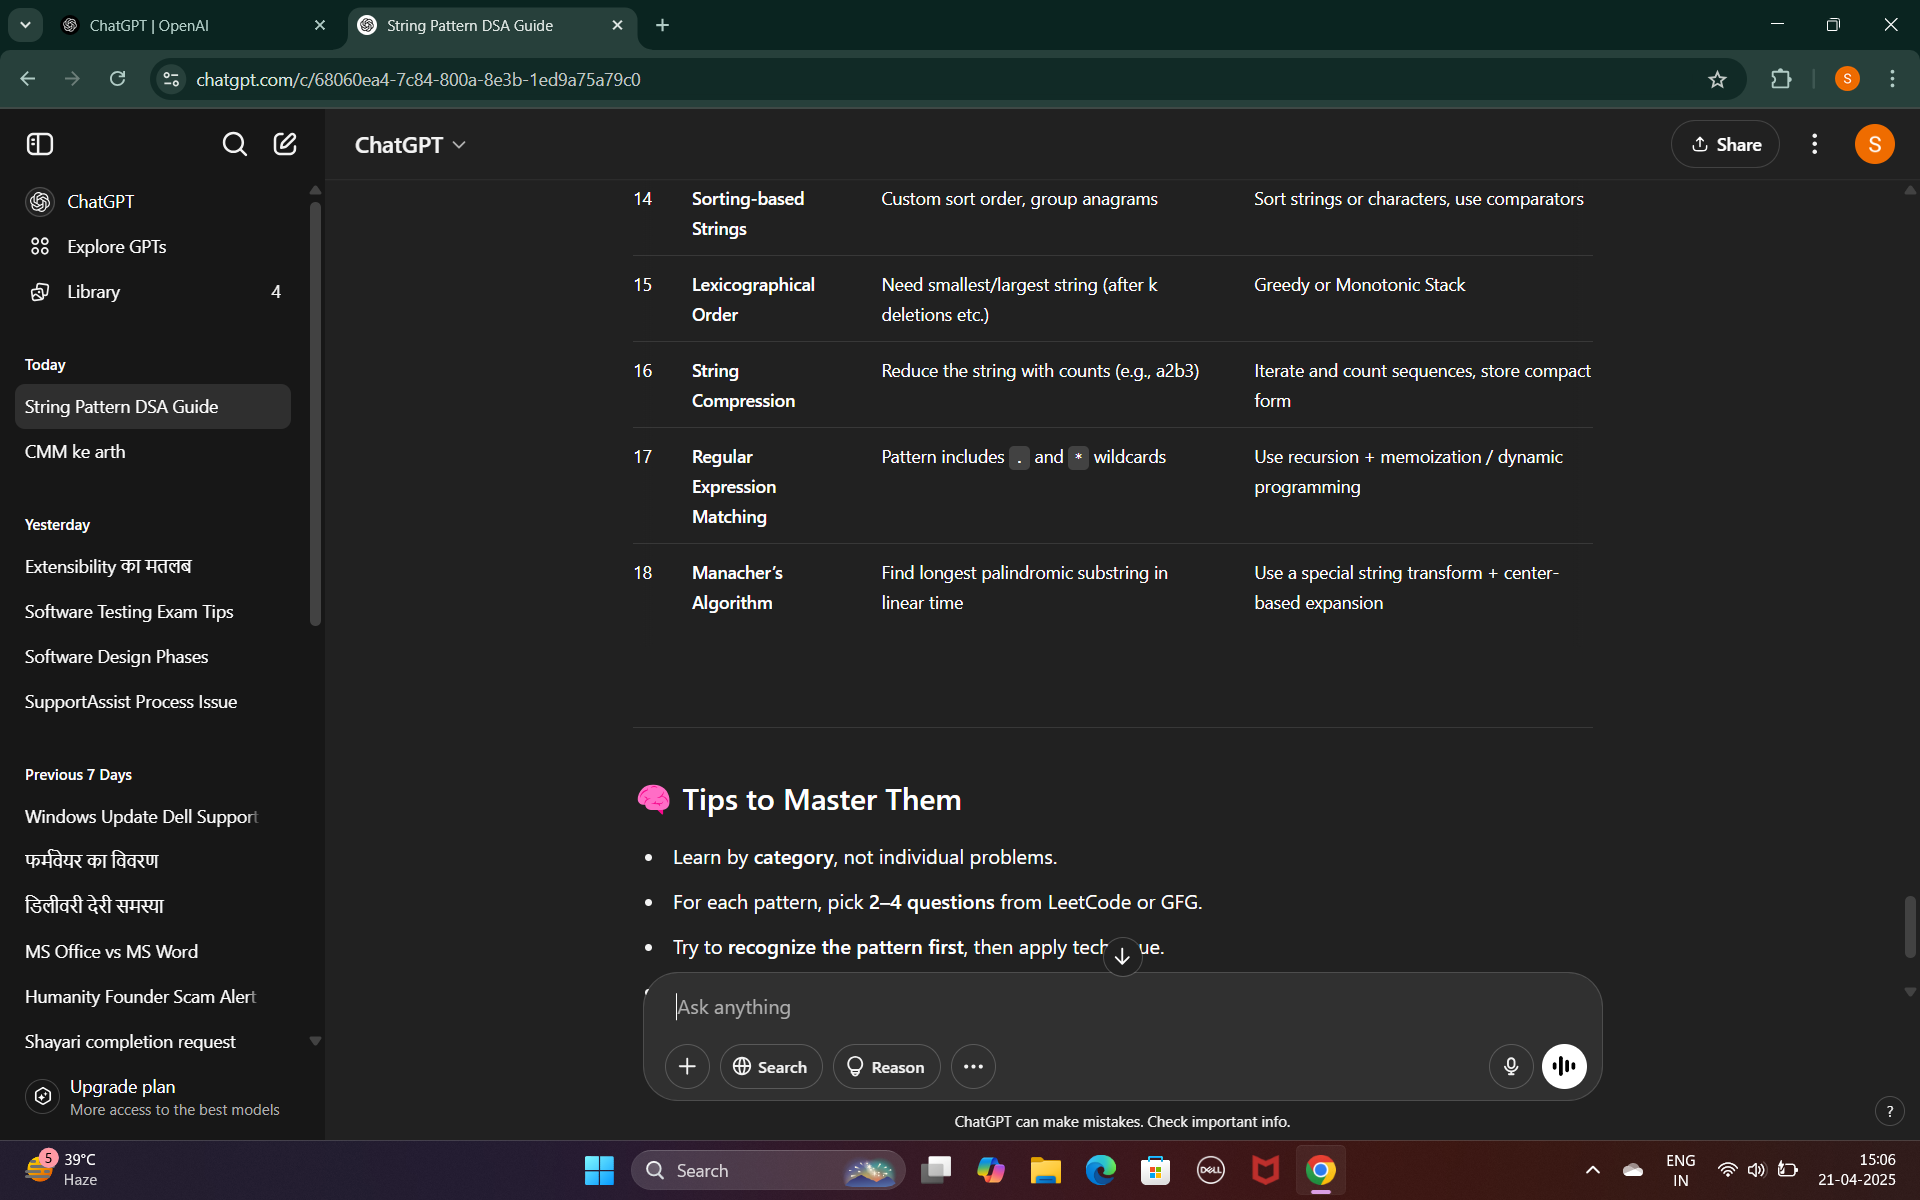 ChatGPT | OpenAI
String Pattern DSA Guide
chatgpt.com/c/68060ea4-7c84-800a-8e3b-1ed9a75a79c0
S
ChatGPT
Share
S
ChatGPT
Explore GPTs
Library 4
Today
String Pattern DSA Guide
CMM ke arth
Yesterday
Extensibility का मतलब
Software Testing Exam Tips
Software Design Phases
SupportAssist Process Issue
Previous 7 Days
Windows Update Dell Support
फर्मवेयर का विवरण
डिलीवरी देरी समस्या
MS Office vs MS Word
Humanity Founder Scam Alert
Shayari completion request
Upgrade plan
More access to the best models
14 Sorting-based Custom sort order, group anagrams Sort strings or characters, use comparators
Strings
15 Lexicographical Need smallest/largest string (after k Greedy or Monotonic Stack
Order deletions etc.)
16 String Reduce the string with counts (e.g., a2b3) Iterate and count sequences, store compact
Compression form
17 Regular Pattern includes . and * wildcards Use recursion + memoization / dynamic
Expression programming
Matching
18 Manacher’s Find longest palindromic substring in Use a special string transform + center-
Algorithm linear time based expansion
🧠 Tips to Master Them
• Learn by category, not individual problems.
• For each pattern, pick 2–4 questions from LeetCode or GFG.
• Try to recognize the pattern first, then apply tech ue.
Ask anything
Search Reason
ChatGPT can make mistakes. Check important info.
?
5
39°C
Haze
Search
DELL
ENG
IN
15:06
21-04-2025